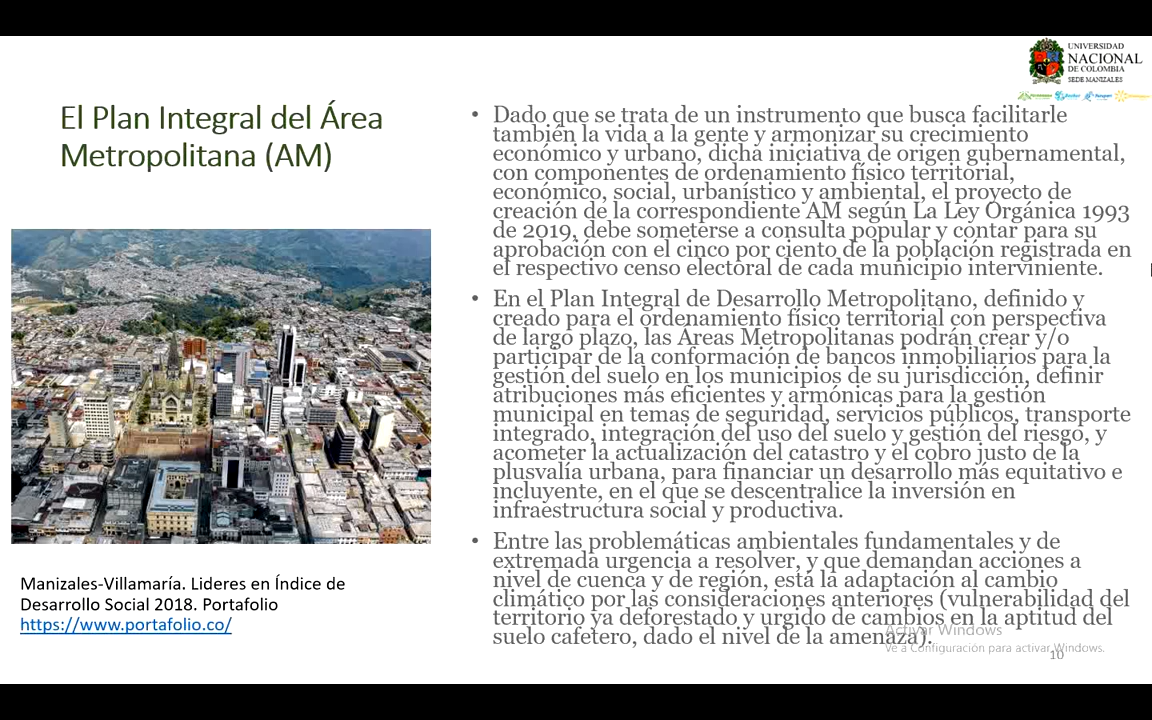 UNIVERSIDAD
NACIONAL
DE COLOMBIA
SEDE MANIZALES
El Plan Integral del Área
Metropolitana (AM)
• Dado que se trata de un instrumento que busca facilitarle
también la vida a la gente y armonizar su crecimiento
económico y urbano, dicha iniciativa de origen gubernamental,
con componentes de ordenamiento físico territorial,
económico, social, urbanístico y ambiental, el proyecto de
creación de la correspondiente AM según La Ley Orgánica 1993
de 2019, debe someterse a consulta popular y contar para su
aprobación con el cinco por ciento de la población registrada en
el respectivo censo electoral de cada municipio interviniente.
• En el Plan Integral de Desarrollo Metropolitano, definido y
creado para el ordenamiento físico territorial con perspectiva
de largo plazo, las Áreas Metropolitanas podrán crear y/o
participar de la conformación de bancos inmobiliarios para la
gestión del suelo en los municipios de su jurisdicción, definir
atribuciones más eficientes y armónicas para la gestión
municipal en temas de seguridad, servicios públicos, transporte
integrado, integración del uso del suelo y gestión del riesgo, y
acometer la actualización del catastro y el cobro justo de la
plusvalía urbana, para financiar un desarrollo más equitativo e
incluyente, en el que se descentralice la inversión en
infraestructura social y productiva.
• Entre las problemáticas ambientales fundamentales y de
extremada urgencia a resolver, y que demandan acciones a
nivel de cuenca y de región, está la adaptación al cambio
climático por las consideraciones anteriores (vulnerabilidad del
territorio ya deforestado y urgido de cambios en la aptitud del
suelo cafetero, dado el nivel de la amenaza).
Manizales-Villamaría. Lideres en Índice de
Desarrollo Social 2018. Portafolio
https://www.portafolio.co/
Activar Windows
Ve a Configuración para activar Windows.
10